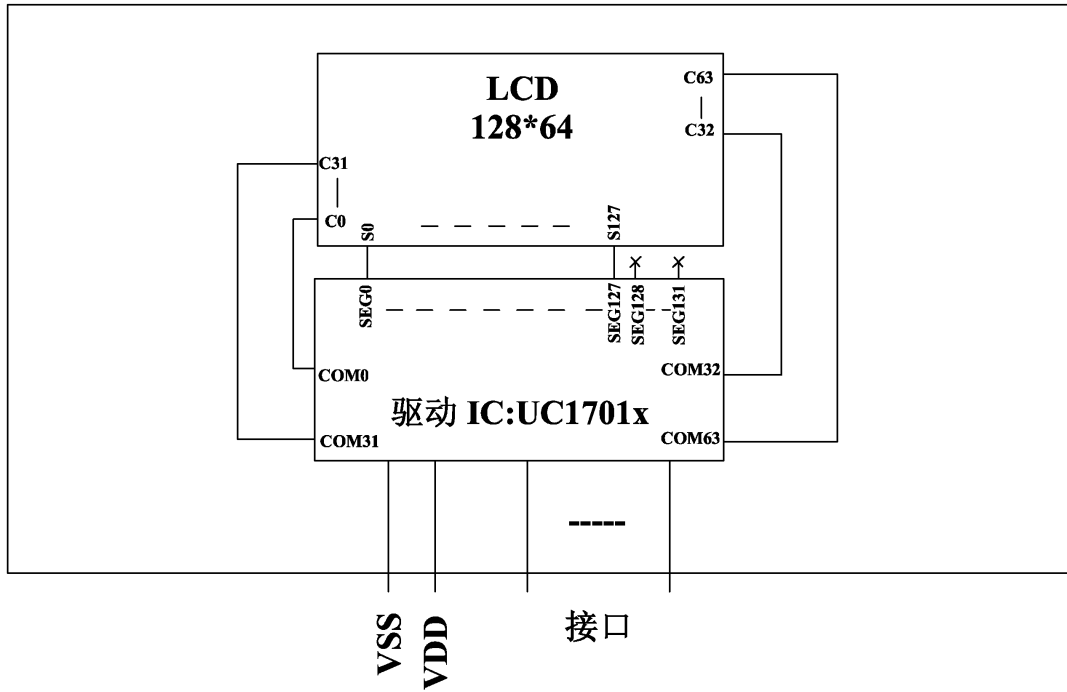 LCD
128*64
C63
C32
C31
C0
S0
S127
SEG0
SEG127
SEG128
SEG131
COM0
COM32
驱动 IC:UC1701x
COM31
COM63
VSS
VDD
接口